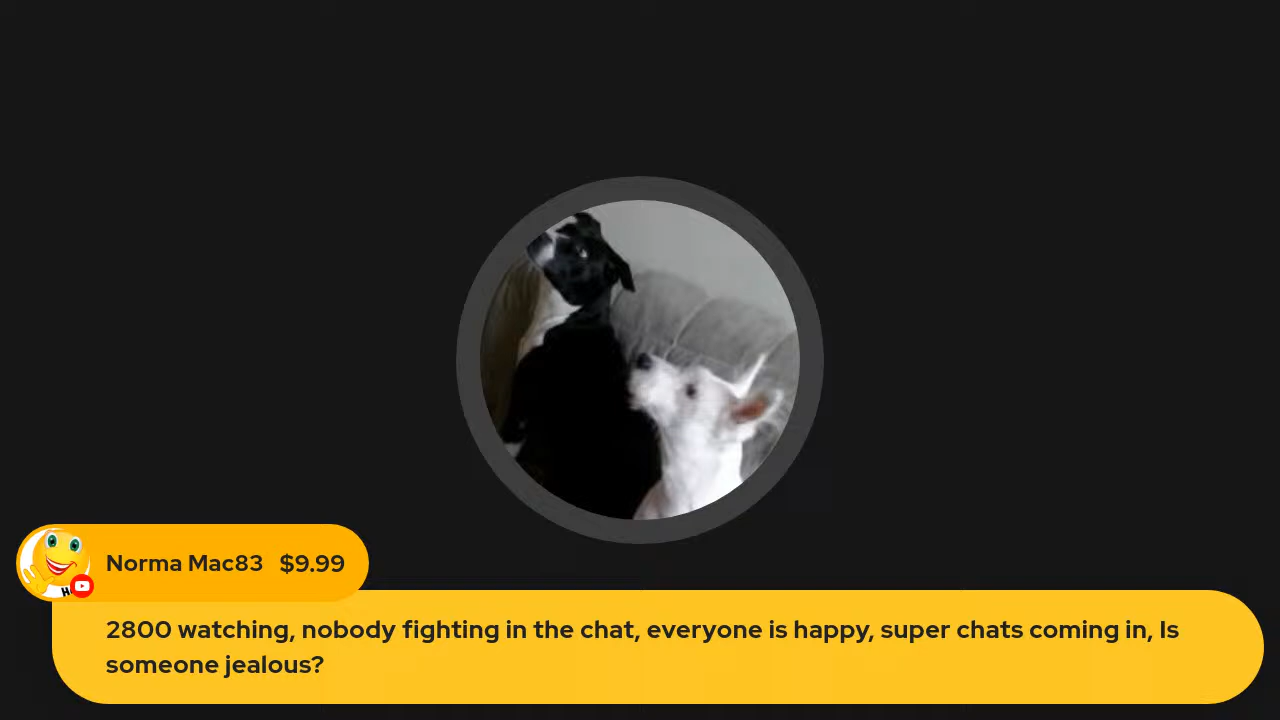 Norma Mac83 $9.99
2800 watching, nobody fighting in the chat, everyone is happy, super chats coming in, Is
someone jealous?